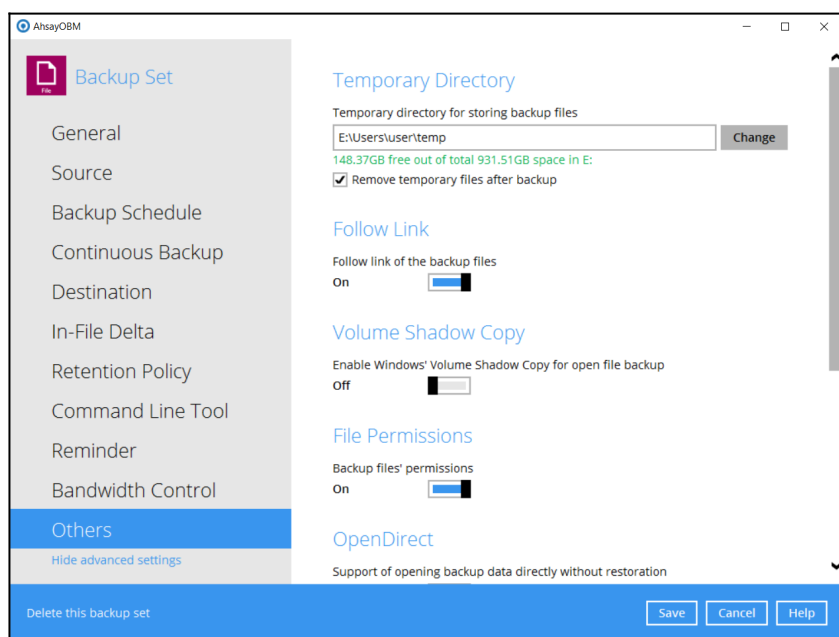 AhsayOBM
File
Backup Set
General
Source
Backup Schedule
Continuous Backup
Destination
In-File Delta
Retention Policy
Command Line Tool
Reminder
Bandwidth Control
Others
Hide advanced settings
Temporary Directory
Temporary directory for storing backup files
E:\Users\user\temp
Change
148.37GB free out of total 931.51GB space in E:
Remove temporary files after backup
Follow Link
Follow link of the backup files
On
Volume Shadow Copy
Enable Windows' Volume Shadow Copy for open file backup
Off
File Permissions
Backup files' permissions
On
OpenDirect
Support of opening backup data directly without restoration
Delete this backup set
Save
Cancel
Help